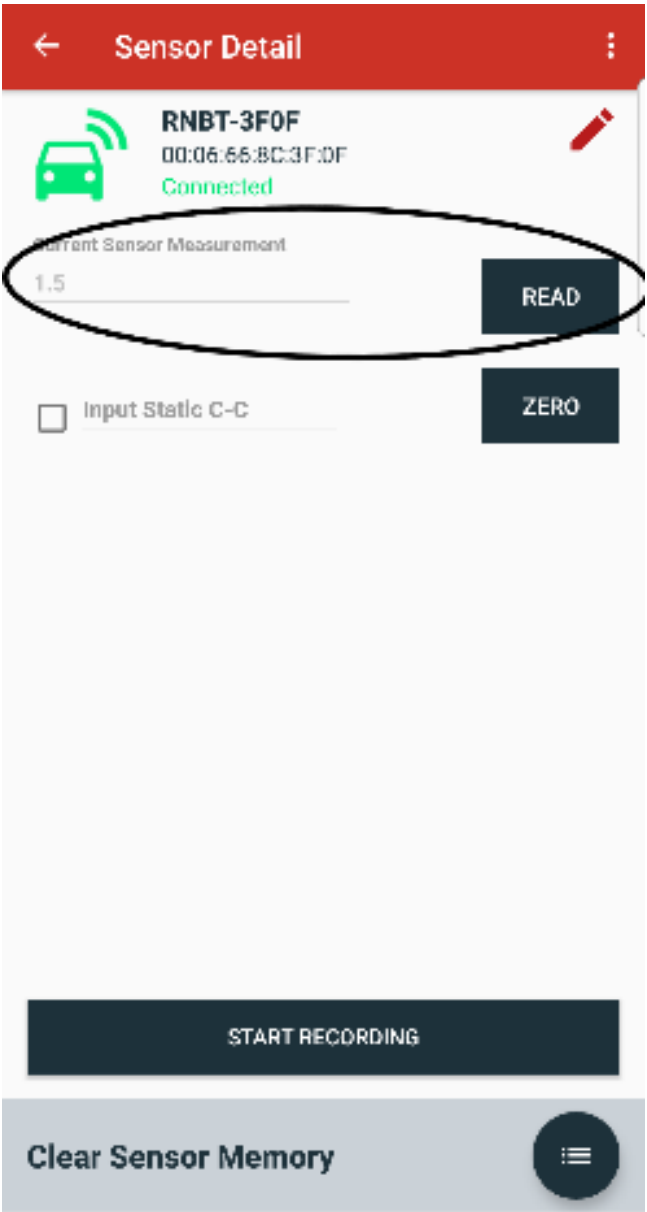 Sensor Detail
RNBT-3F0F
00:06:66:8C:3F:0F
Connected
Current Sensor Measurement
1.5
READ
Input Static C-C
ZERO
START RECORDING
Clear Sensor Memory